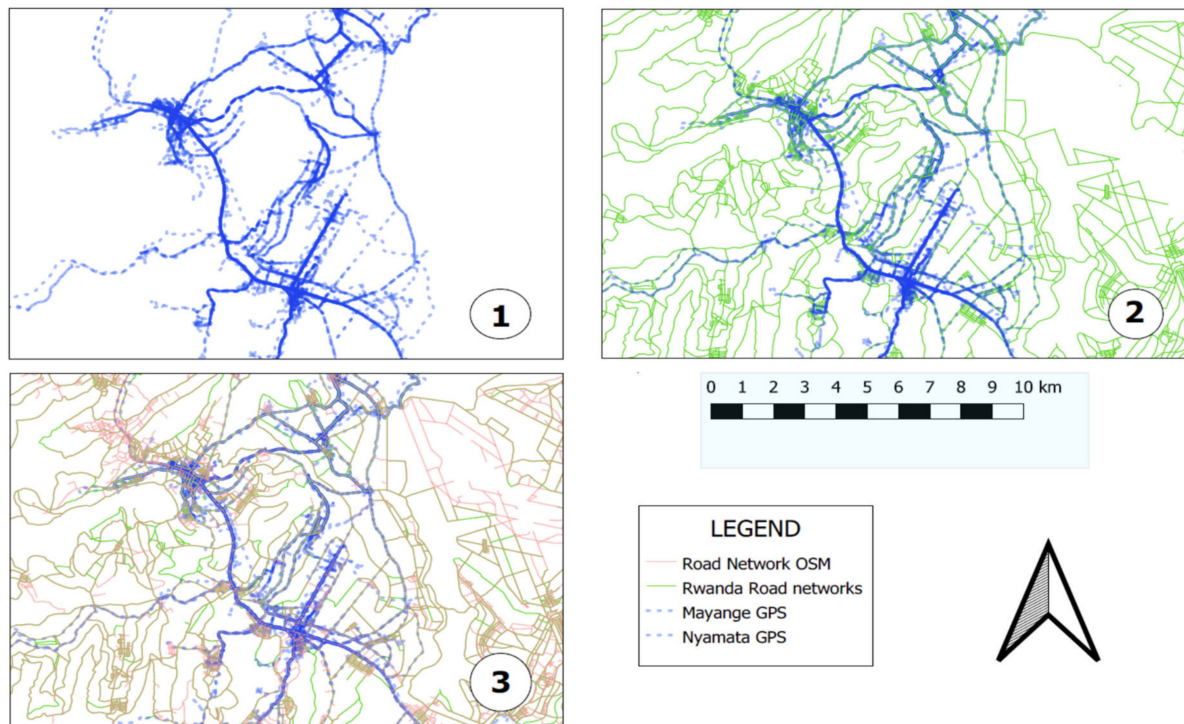 1
2
0 1 2 3 4 5 6 7 8 9 10 km
3
LEGEND
Road Network OSM
Rwanda Road networks
Mayange GPS
Nyamata GPS